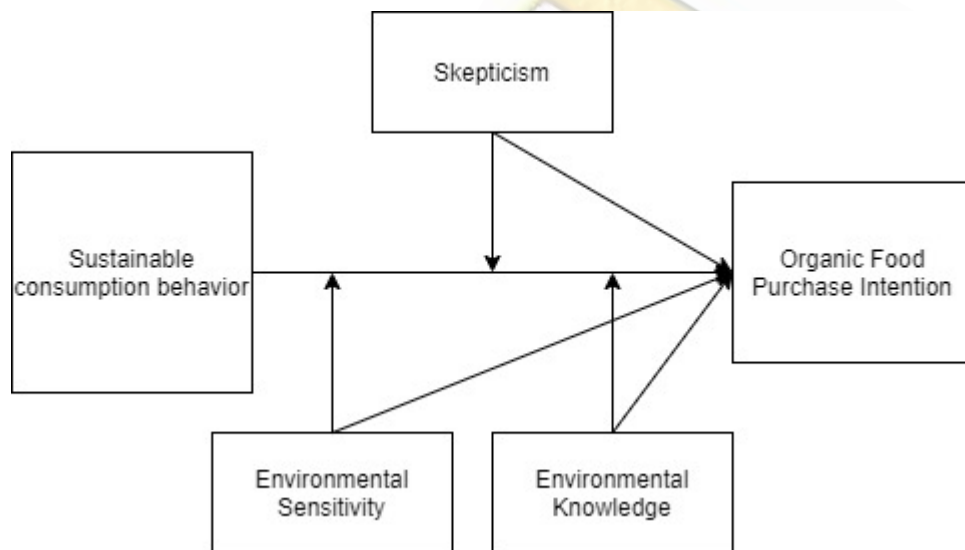 Skepticism
Sustainable
consumption behavior
Organic Food
Purchase Intention
Environmental
Sensitivity
Environmental
Knowledge